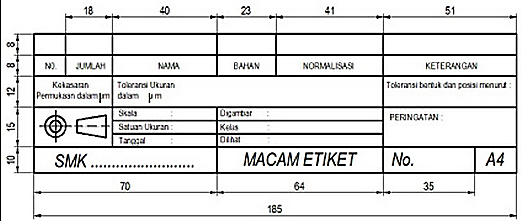 18 40 23 41 51
8
8
NO. JUMLAH NAMA BAHAN NORMALISASI KETERANGAN
12
Kekasaran
Permukaan dalam µm
Toleransi Ukuran
dalam µ m
Toleransi bentuk dan posisi menurut :
15
Skala :
Satuan Ukuran :
Tanggal :
Digambar :
Kelas :
Dilihat :
PERINGATAN :
10
SMK ........................ MACAM ETIKET No. A4
70 64 35
185